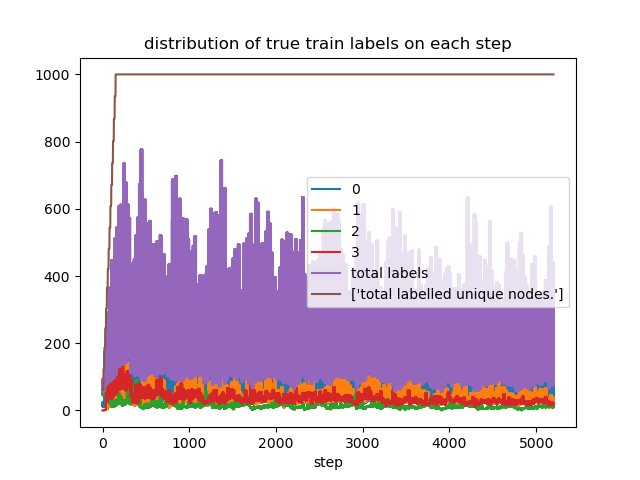 distribution of true train labels on each step
1000
800
600
400
200
0
0
1
2
3
total labels
['total labelled unique nodes.']
0 1000 2000 3000 4000 5000
step